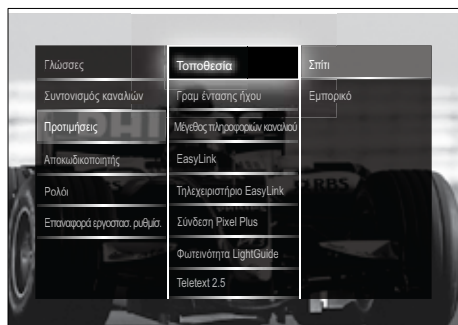 Γλώσσες
Συντονισμός καναλιών
Προτιμήσεις
Αποκωδικοποιητής
Ρολόι
Επαναφορά εργοστασ. ρυθμίσ.
Τοποθεσία
Γραμ έντασης ήχου
Μέγεθος πληροφοριών καναλιού
EasyLink
Τηλεχειριστήριο EasyLink
Σύνδεση Pixel Plus
Φωτεινότητα LightGuide
Teletext 2.5
Σπίτι
Εμπορικό